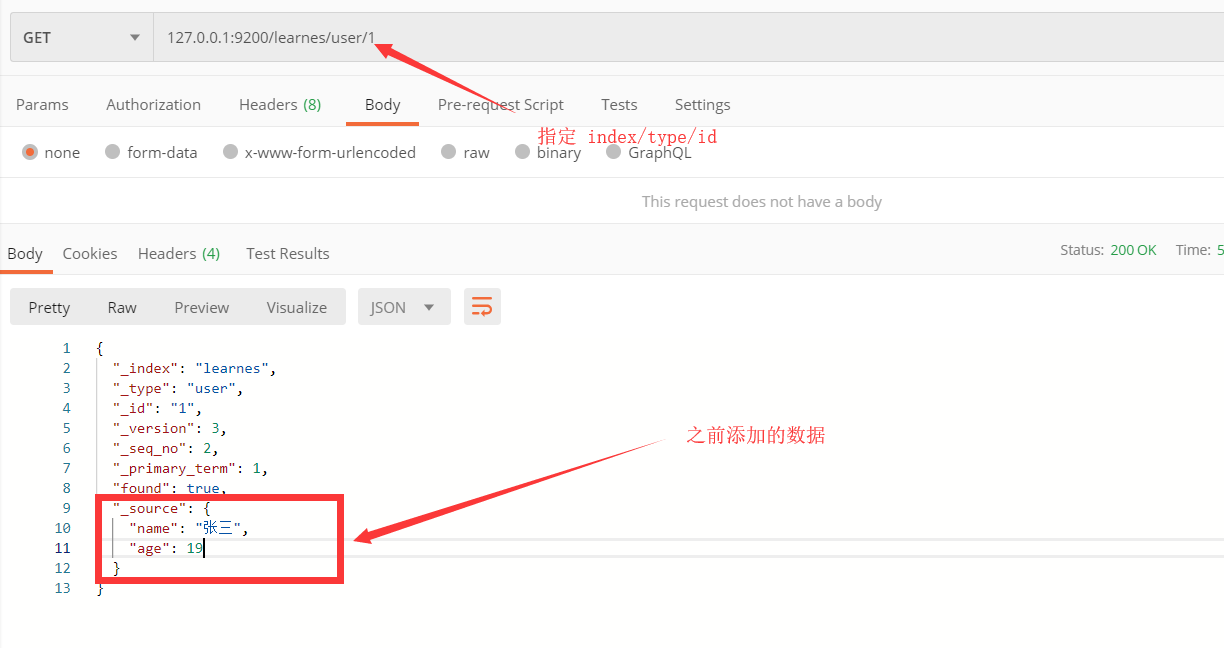 GET 127.0.0.1:9200/learnes/user/1
Params Authorization Headers (8) Body Pre-request Script Tests Settings
指定 index/type/id
none form-data x-www-form-urlencoded raw binary GraphQL
This request does not have a body
Body Cookies Headers (4) Test Results Status: 200 OK Time: 5
Pretty Raw Preview Visualize JSON
1 {
2 "_index": "learnes",
3 "_type": "user",
4 "_id": "1",
5 "_version": 3,
之前添加的数据
6 "_seq_no": 2,
7 "_primary_term": 1,
8 "found": true,
9 "_source": {
10 "name": "张三",
11 "age": 19
12 }
13 }